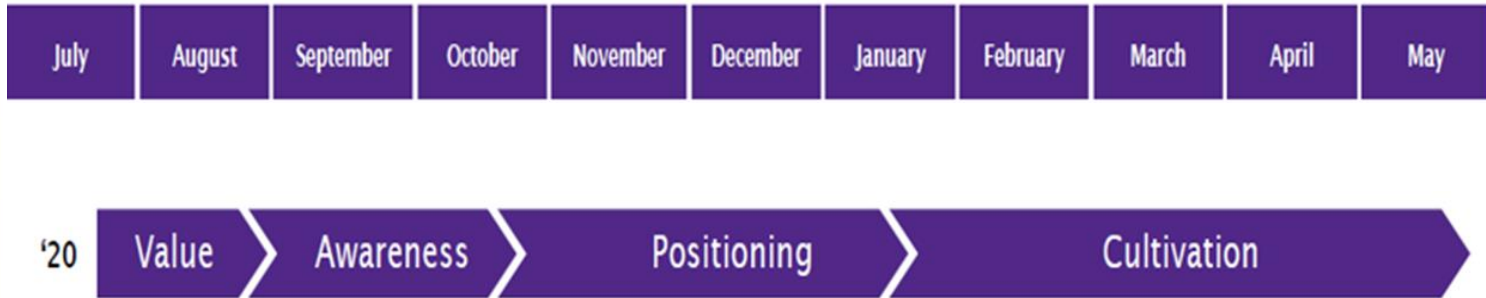 July August September October November December January February March April May
‘20 Value Awareness Positioning Cultivation